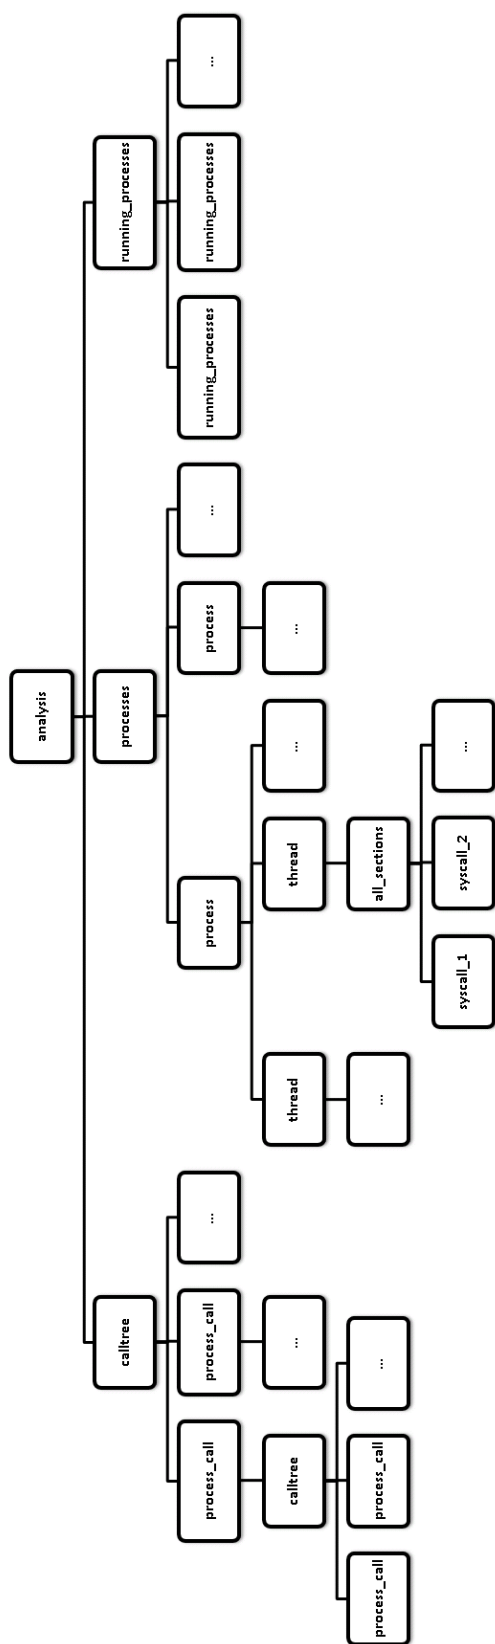 analysis
calltree
processes
running_processes
process_call
process_call
...
process
process
...
running_processes
running_processes
...
calltree
...
thread
thread
...
...
process_call
process_call
...
...
all_sections
syscall_1
syscall_2
...